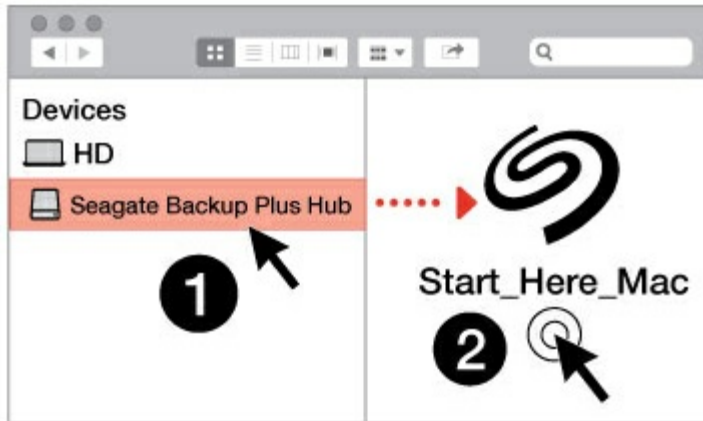 Devices
HD
Seagate Backup Plus Hub
1
Start_Here_Mac
2